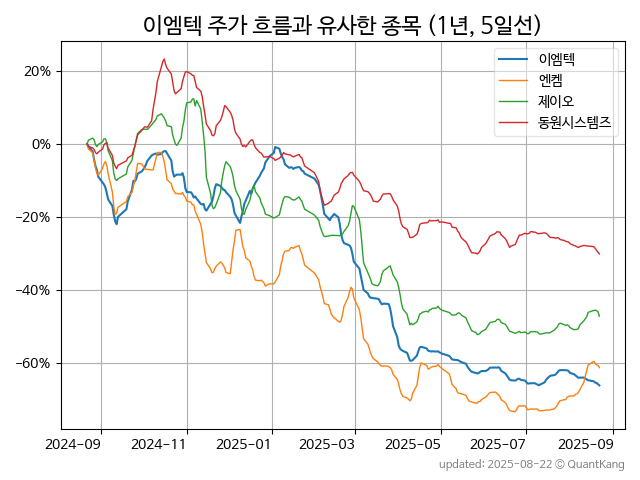 이엠텍 주가 흐름과 유사한 종목 (1년, 5일선)
이엠텍
엔켐
제이오
동원시스템즈
20%
0%
−20%
−40%
−60%
2024-09
2024-11
2025-01
2025-03
2025-05
2025-07
2025-09
updated: 2025-08-22 © QuantKang